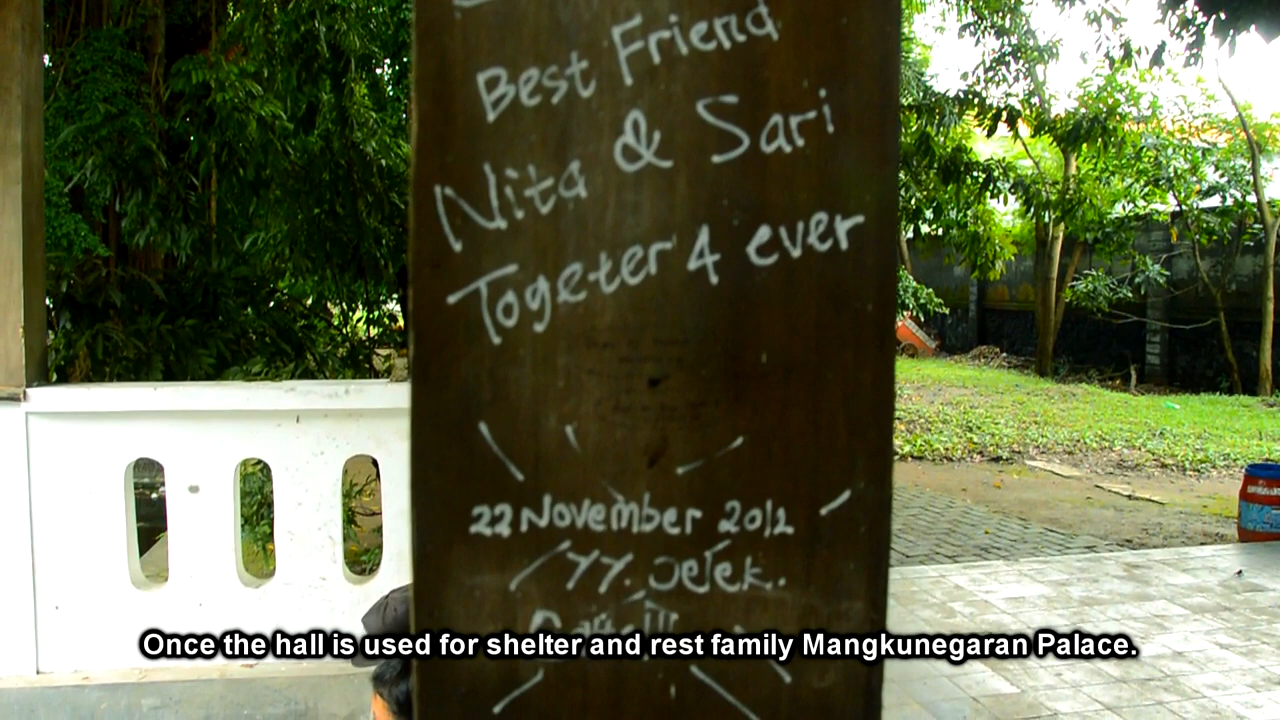 Best Friend
Nita & Sari
Togeter 4 ever
22 November 2012
Once the hall is used for shelter and rest family Mangkunegaran Palace.